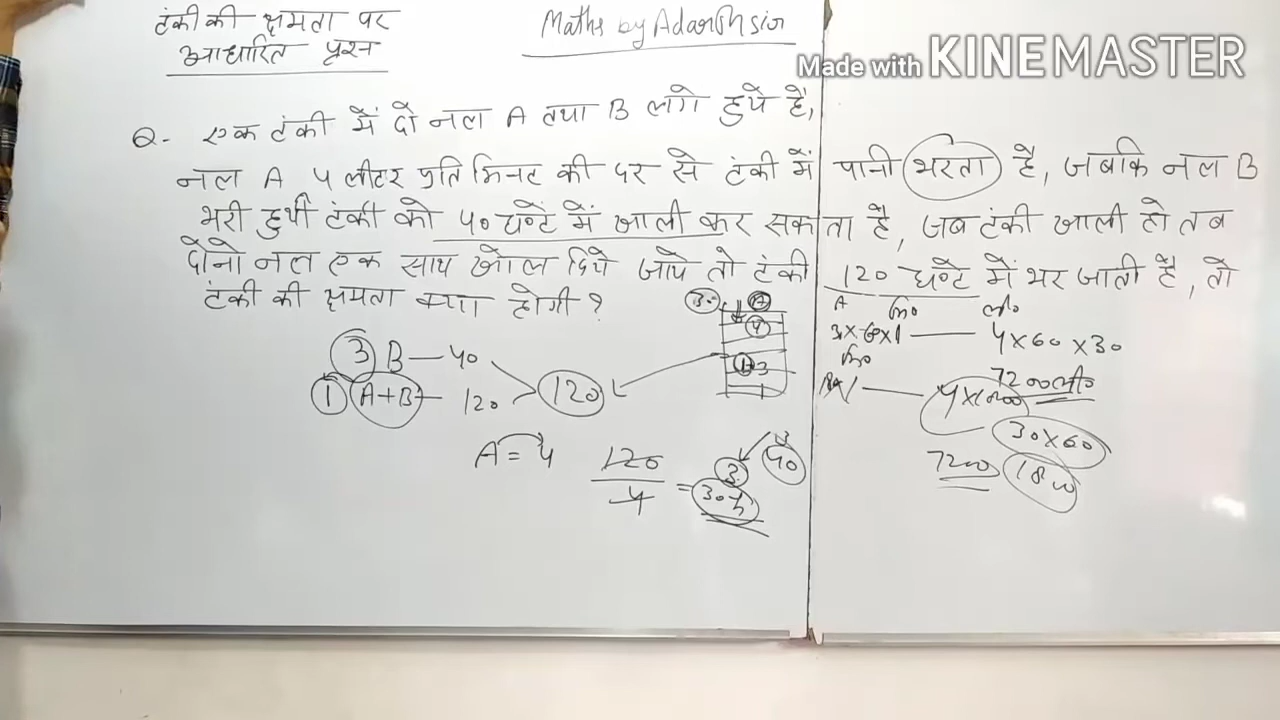 टंकी की क्षमता पर
आधारित प्रश्न
Maths by Adarsh sir
Made with KINEMASTER
Q- एक टंकी में दो नल A तथा B लगे हुये हैं,
नल A 4 लीटर प्रति मिनट की दर से टंकी में पानी भरता है, जबकि नल B
भरी हुयी टंकी को 40 घण्टे में खाली कर सकता है, जब टंकी खाली हो तब
दोनो नल एक साथ खोल दिये जाये तो टंकी 120 घण्टे में भर जाती है, तो
टंकी की क्षमता क्या होगी ?
3 B — 40
1 A+B — 120
120
A = 4
120/4 = 30
3
40
A
4×60×30
7200 ली०
30×60
7200 1800